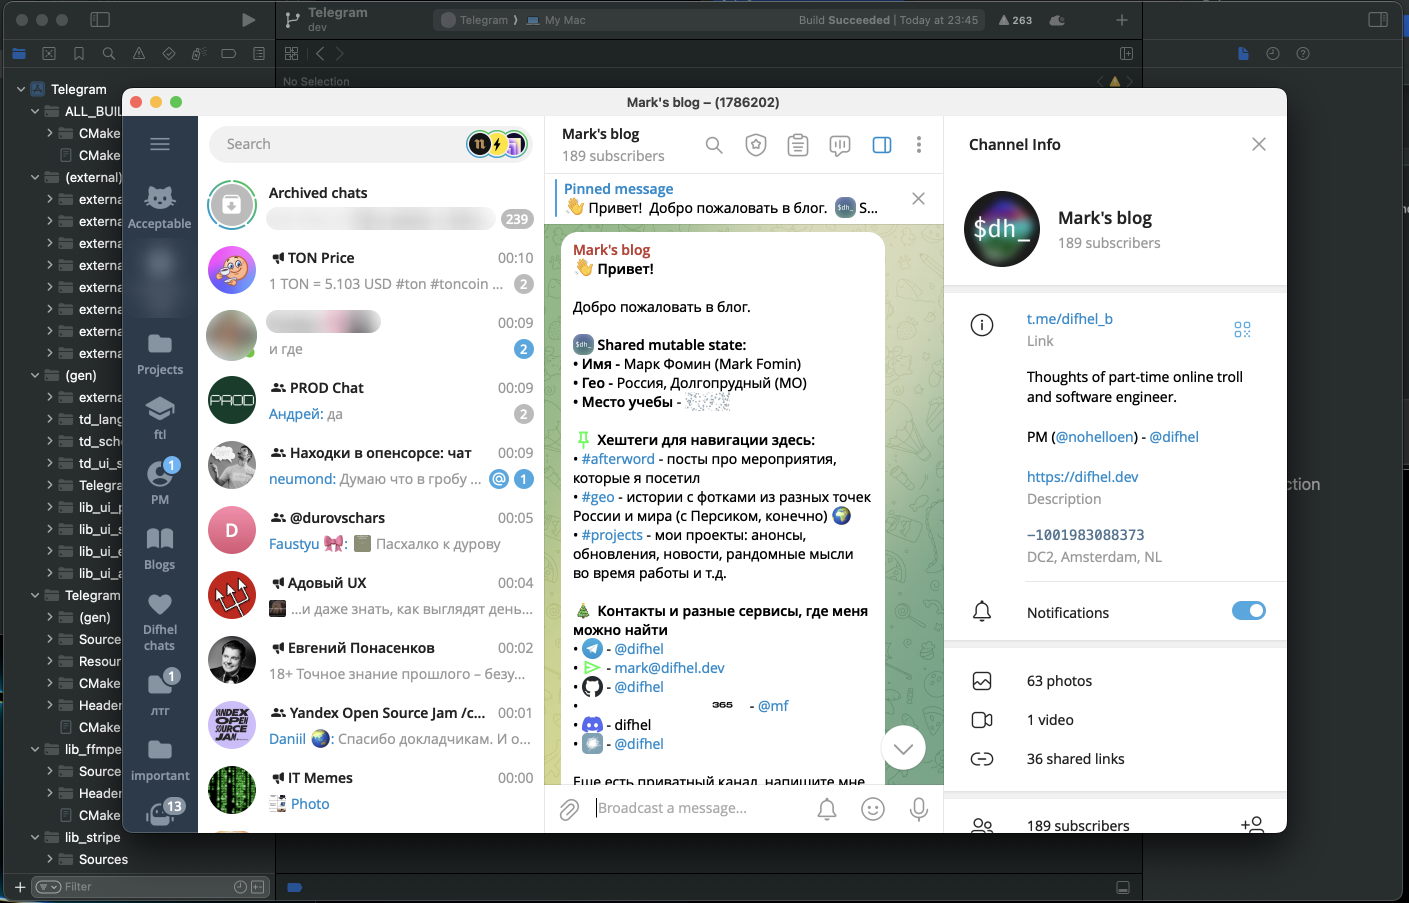 Telegram
dev
Telegram ⟩ My Mac
Build Succeeded | Today at 23:45
263
No Selection
Telegram
ALL_BUIL
CMake
CMake
(external)
externa
externa
externa
externa
externa
externa
externa
externa
(gen)
externa
td_lang
td_sche
td_ui_s
Telegra
lib_ui_p
lib_ui_s
lib_ui_e
lib_ui_a
Telegram
(gen)
Source
Resour
CMake
Header
CMake
lib_ffmpe
Source
Header
CMake
lib_stripe
Sources
Filter
Mark's blog – (1786202)
Acceptable
Projects
ftl
1
PM
Blogs
Difhel
chats
1
лтг
important
13
Search
Archived chats
239
TON Price 00:10
1 TON = 5.103 USD #ton #toncoin ... 2
00:09
и где 2
PROD Chat 00:09
PROD
Андрей: да 2
Находки в опенсорсе: чат 00:09
neumond: Думаю что в гробу ... @ 1
D
@durovschars 00:05
Faustyu : Пасхалко к дурову
Адовый UX 00:04
...и даже знать, как выглядят день...
Евгений Понасенков 00:02
18+ Точное знание прошлого – безу...
YANDEX
OPEN
SOURCE
JAM
Yandex Open Source Jam /c... 00:01
Daniil : Спасибо докладчикам. И о...
IT Memes 00:00
Photo
Mark's blog
189 subscribers
Pinned message
👋 Привет! Добро пожаловать в блог. $dh_ S...
Mark's blog
👋 Привет!
Добро пожаловать в блог.
$dh_ Shared mutable state:
• Имя - Марк Фомин (Mark Fomin)
• Гео - Россия, Долгопрудный (МО)
• Место учебы -
Хештеги для навигации здесь:
• #afterword - посты про мероприятия,
которые я посетил
• #geo - истории с фотками из разных точек
России и мира (с Персиком, конечно) 🌍
• #projects - мои проекты: анонсы,
обновления, новости, рандомные мысли
во время работы и т.д.
🎄 Контакты и разные сервисы, где меня
можно найти
• - @difhel
• - mark@difhel.dev
• - @difhel
• 365 - @mf
• - difhel
• - @difhel
Еще есть приватный канал, напишите мне
Broadcast a message...
Channel Info
$dh_
Mark's blog
189 subscribers
t.me/difhel_b
Link
Thoughts of part-time online troll
and software engineer.
PM (@nohelloen) - @difhel
https://difhel.dev
Description
-1001983088373
DC2, Amsterdam, NL
Notifications
63 photos
1 video
36 shared links
189 subscribers
ction